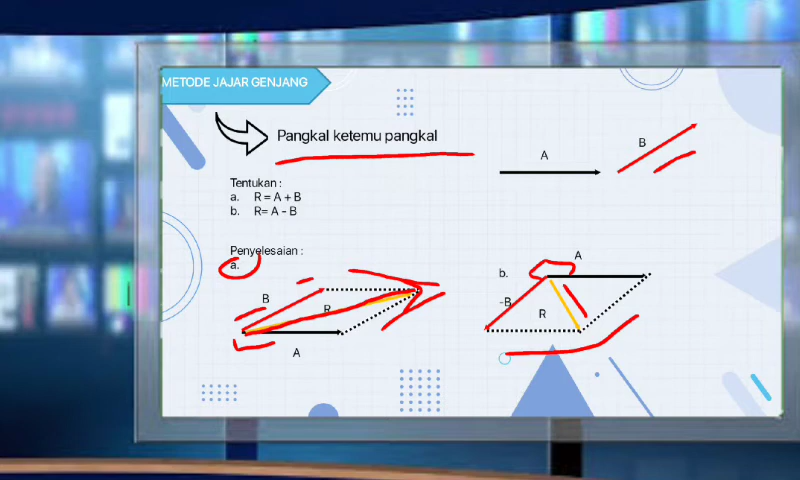 METODE JAJAR GENJANG
Pangkal ketemu pangkal
A
B
Tentukan :
a. R = A + B
b. R= A - B
Penyelesaian :
a.
B
R
A
b.
A
-B
R